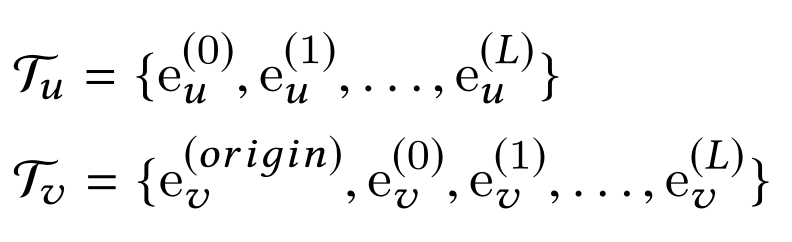 𝒯_u = {e_u^{(0)}, e_u^{(1)}, ..., e_u^{(L)}}
𝒯_v = {e_v^{(origin)}, e_v^{(0)}, e_v^{(1)}, ..., e_v^{(L)}}